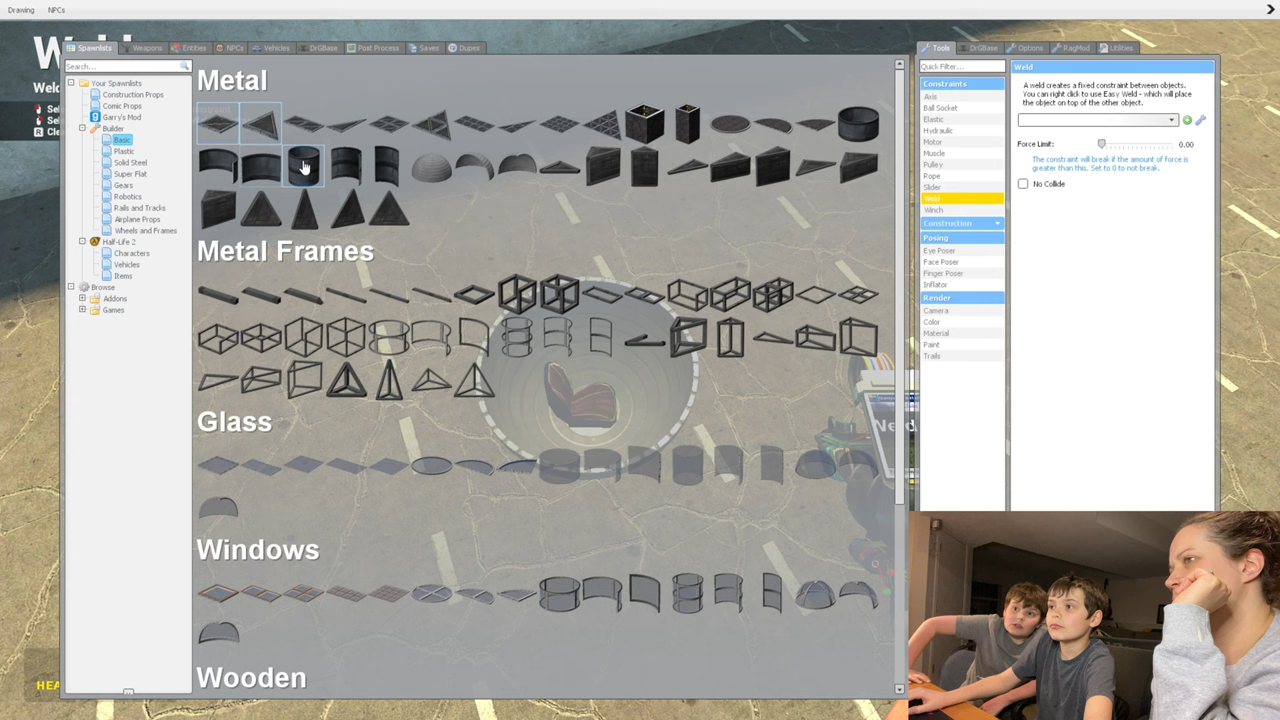 Drawing NPCs
Spawnlists Weapons Entities NPCs Vehicles DrGBase Post Process Saves Dupes
Search...
Your Spawnlists
Construction Props
Comic Props
Garry's Mod
Builder
Basic
Plastic
Solid Steel
Super Flat
Gears
Robotics
Rails and Tracks
Airplane Props
Wheels and Frames
Half-Life 2
Characters
Vehicles
Items
Browse
Addons
Games
Metal
Metal Frames
Glass
Windows
Wooden
Tools DrGBase Options RagMod Utilities
Quick Filter...
Constraints
Axis
Ball Socket
Elastic
Hydraulic
Motor
Muscle
Pulley
Rope
Slider
Weld
Winch
Construction
Posing
Eye Poser
Face Poser
Finger Poser
Inflator
Render
Camera
Color
Material
Paint
Trails
Weld
A weld creates a fixed constraint between objects.
You can right click to use Easy Weld - which will place
the object on top of the other object.
Force Limit: 0.00
The constraint will break if the amount of force is
greater than this. Set to 0 to not break.
No Collide